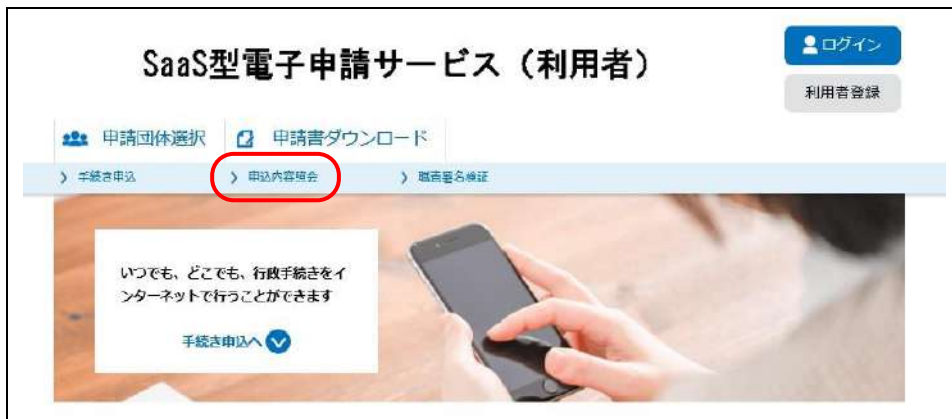 SaaS型電子申請サービス（利用者）
ログイン
利用者登録
申請団体選択
申請書ダウンロード
手続き申込
申込内容照会
職責署名検証
いつでも、どこでも、行政手続きをイ
ンターネットで行うことができます
手続き申込へ